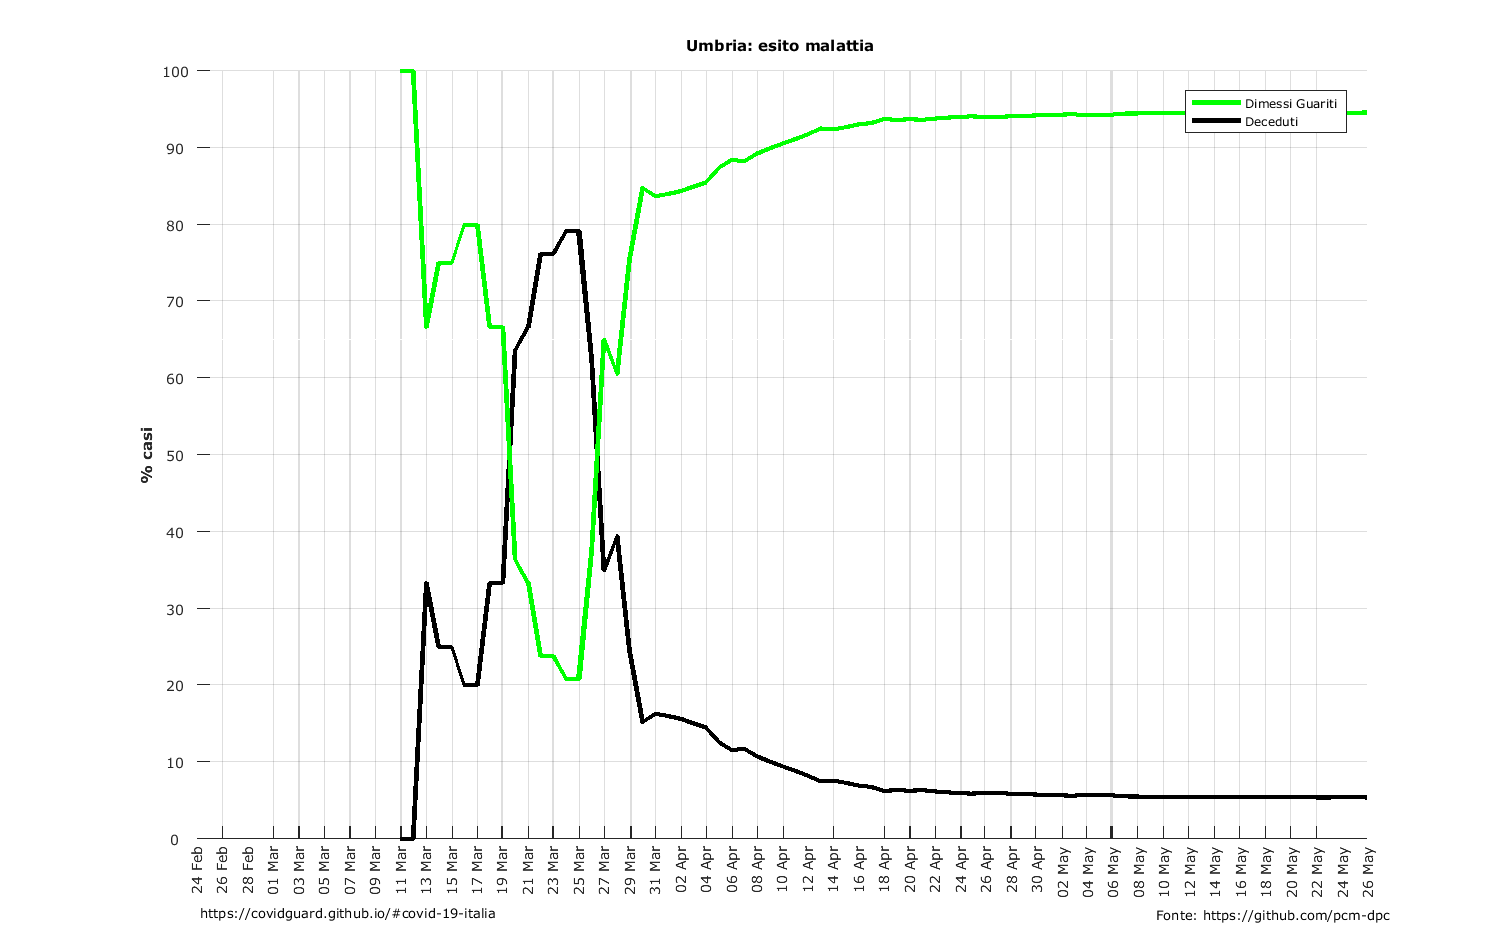 Umbria: esito malattia
100
90
80
70
60
50
40
30
20
10
0
% casi
Dimessi Guariti
Deceduti
24 Feb
26 Feb
28 Feb
01 Mar
03 Mar
05 Mar
07 Mar
09 Mar
11 Mar
13 Mar
15 Mar
17 Mar
19 Mar
21 Mar
23 Mar
25 Mar
27 Mar
29 Mar
31 Mar
02 Apr
04 Apr
06 Apr
08 Apr
10 Apr
12 Apr
14 Apr
16 Apr
18 Apr
20 Apr
22 Apr
24 Apr
26 Apr
28 Apr
30 Apr
02 May
04 May
06 May
08 May
10 May
12 May
14 May
16 May
18 May
20 May
22 May
24 May
26 May
https://covidguard.github.io/#covid-19-italia
Fonte: https://github.com/pcm-dpc